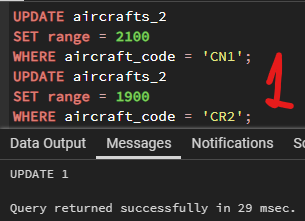 UPDATE aircrafts_2
SET range = 2100
WHERE aircraft_code = 'CN1';
UPDATE aircrafts_2
SET range = 1900
WHERE aircraft_code = 'CR2';
1
Data Output Messages Notifications
UPDATE 1
Query returned successfully in 29 msec.